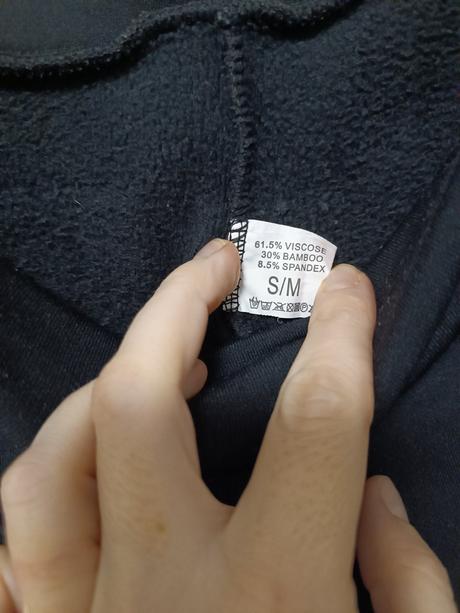 61.5% VISCOSE
30% BAMBOO
8.5% SPANDEX
S/M